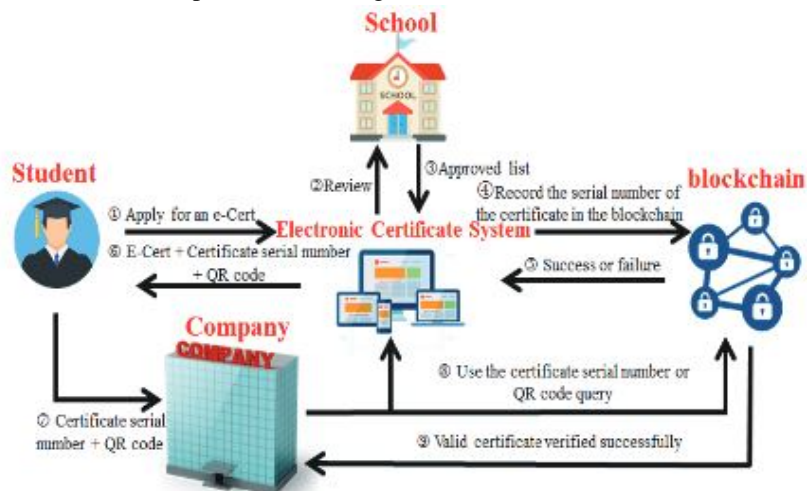 School
SCHOOL
Student
②Review
③Approved list
④Record the serial number of
the certificate in the blockchain
blockchain
① Apply for an e-Cert
Electronic Certificate System
⑥ E-Cert + Certificate serial number
+ QR code
⑤ Success or failure
Company
COMPANY
⑧ Use the certificate serial number or
QR code query
⑦ Certificate serial
number + QR code
⑨ Valid certificate verified successfully